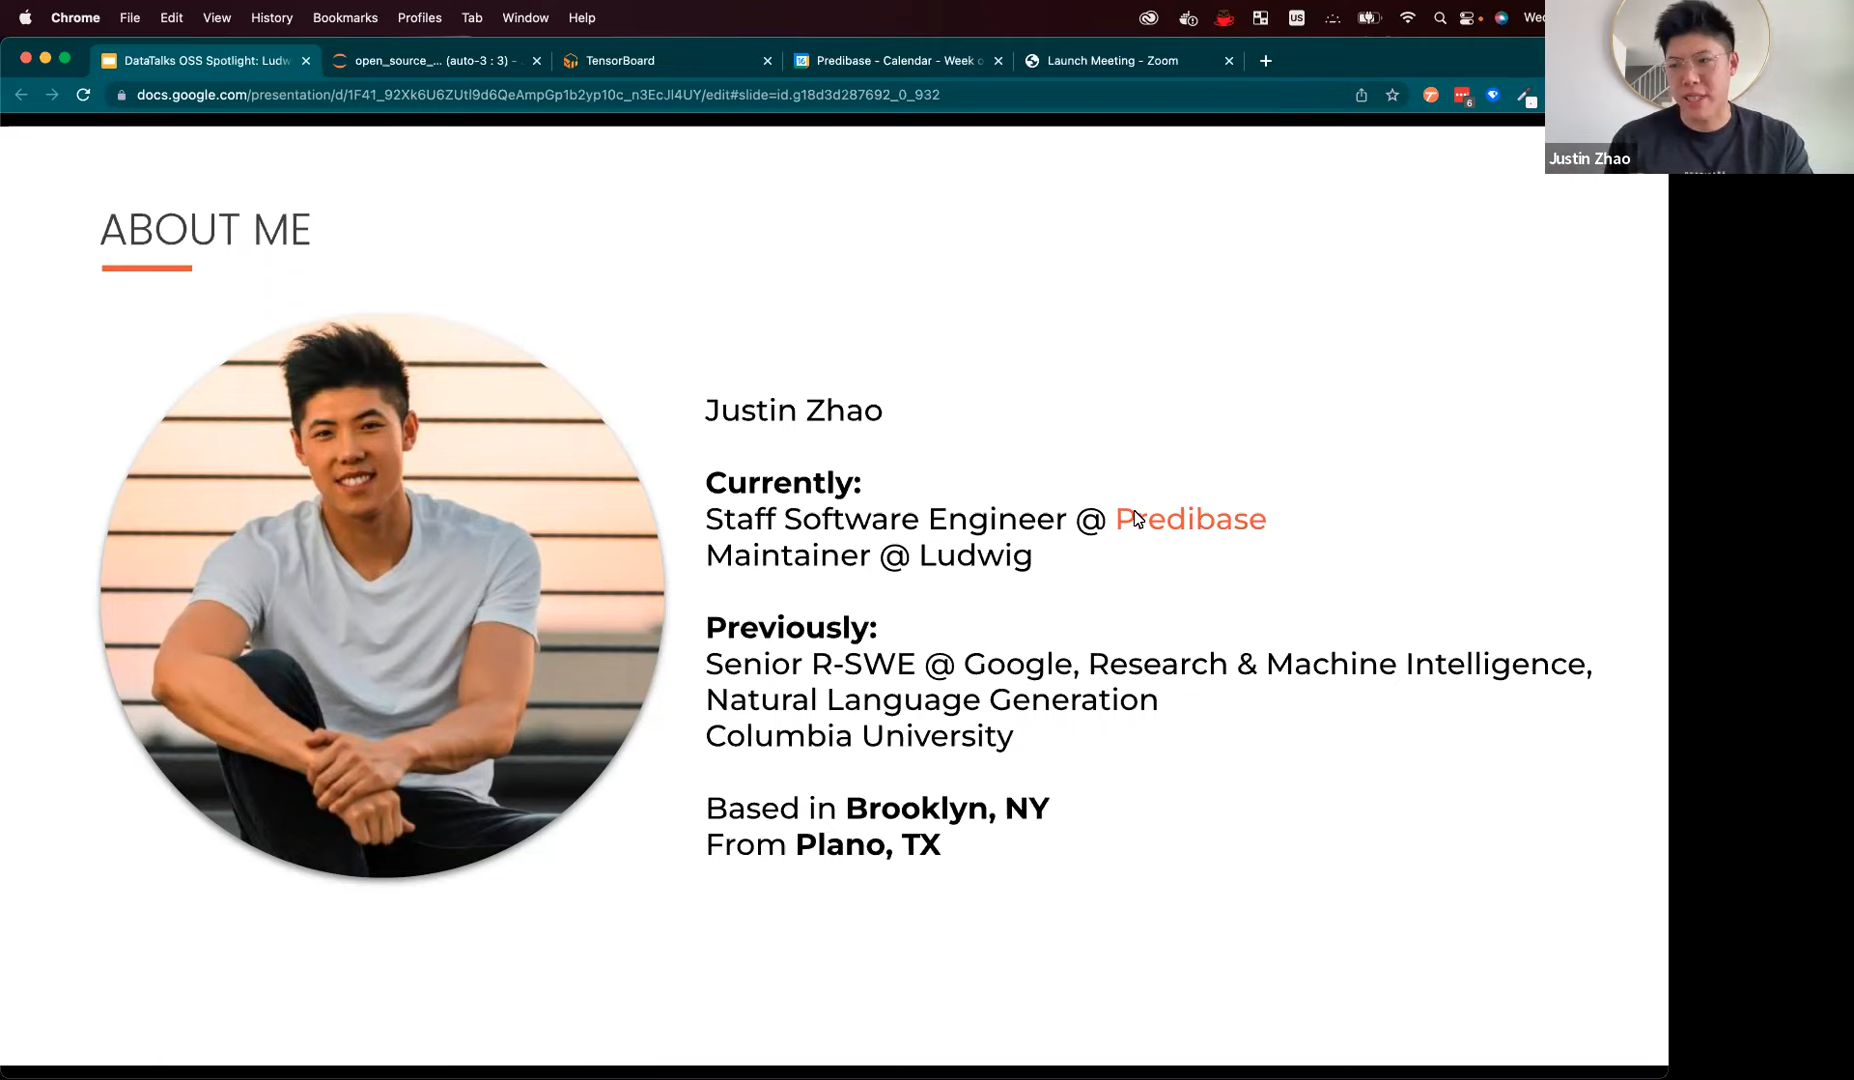 Chrome File Edit View History Bookmarks Profiles Tab Window Help US Wed
DataTalks OSS Spotlight: Ludw open_source_... (auto-3 : 3) - TensorBoard Predibase - Calendar - Week o Launch Meeting - Zoom
docs.google.com/presentation/d/1F41_92Xk6U6ZUtl9d6QeAmpGp1b2yp10c_n3EcJl4UY/edit#slide=id.g18d3d287692_0_932
6
Justin Zhao
ABOUT ME
Justin Zhao
Currently:
Staff Software Engineer @ Predibase
Maintainer @ Ludwig
Previously:
Senior R-SWE @ Google, Research & Machine Intelligence,
Natural Language Generation
Columbia University
Based in Brooklyn, NY
From Plano, TX